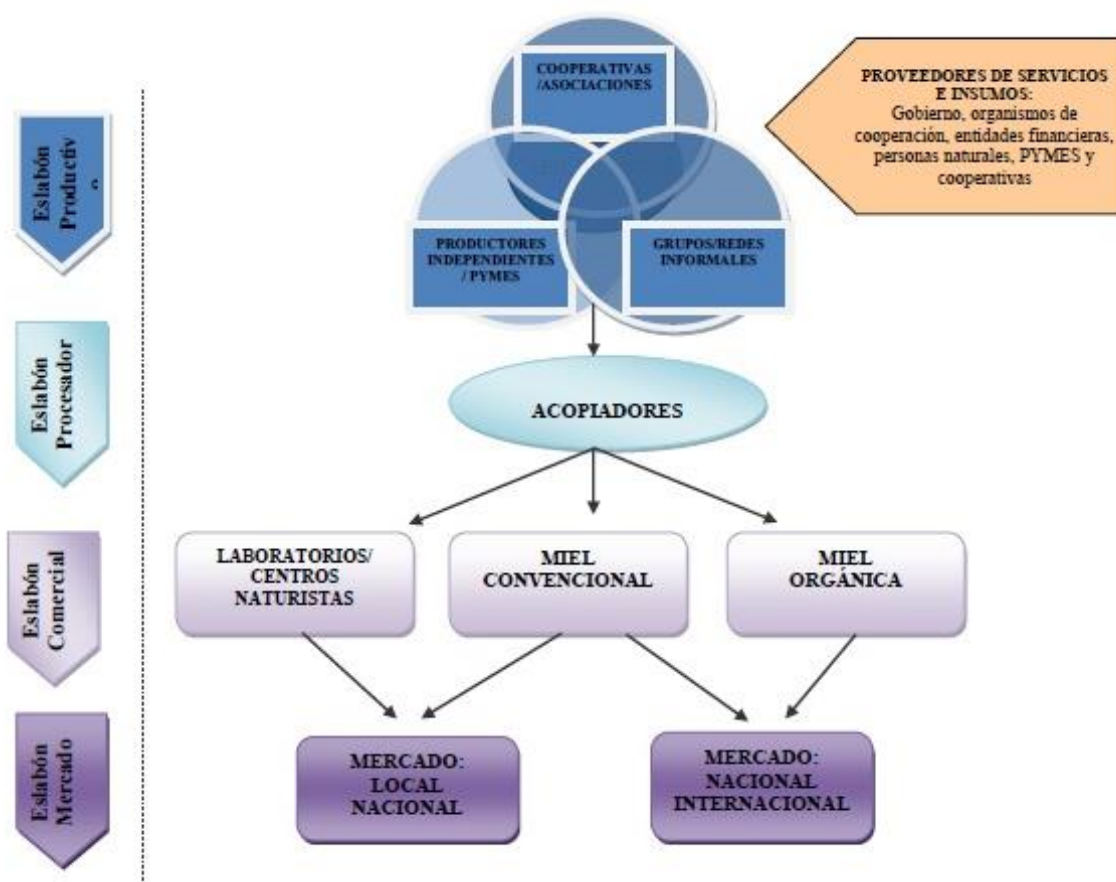 COOPERATIVAS
/ASOCIACIONES
PROVEEDORES DE SERVICIOS
E INSUMOS:
Gobierno, organismos de
cooperación, entidades financieras,
personas naturales, PYMES y
cooperativas
Eslabón
Productiv
PRODUCTORES
INDEPENDIENTES
/ PYMES
GRUPOS/REDES
INFORMALES
Eslabón
Procesador
ACOPIADORES
Eslabón
Comercial
LABORATORIOS/
CENTROS
NATURISTAS
MIEL
CONVENCIONAL
MIEL
ORGÁNICA
Eslabón
Mercado
MERCADO:
LOCAL
NACIONAL
MERCADO:
NACIONAL
INTERNACIONAL